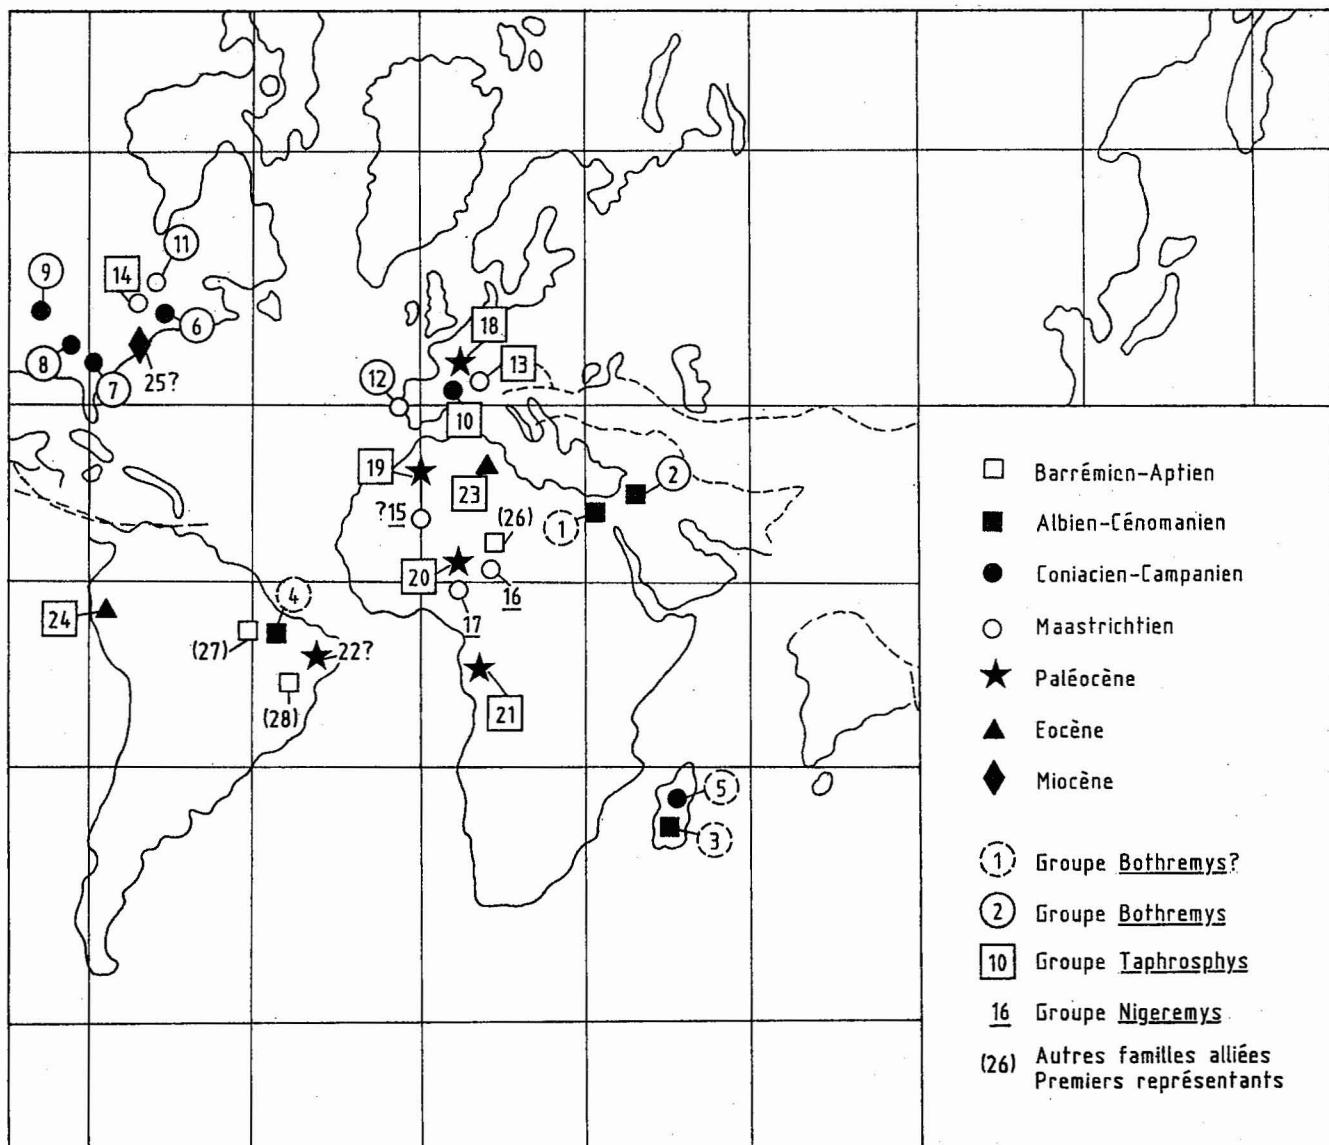 11
9
14
6
8
7
25?
18
12
13
10
19
23
2
?15
(26)
1
20
16
17
24
4
(27)
22?
(28)
21
5
3
Barrémien-Aptien
Albien-Cénomanien
Coniacien-Campanien
Maastrichtien
Paléocène
Eocène
Miocène
1 Groupe Bothremys?
2 Groupe Bothremys
10 Groupe Taphrosphys
16 Groupe Nigeremys
(26) Autres familles alliées
Premiers représentants